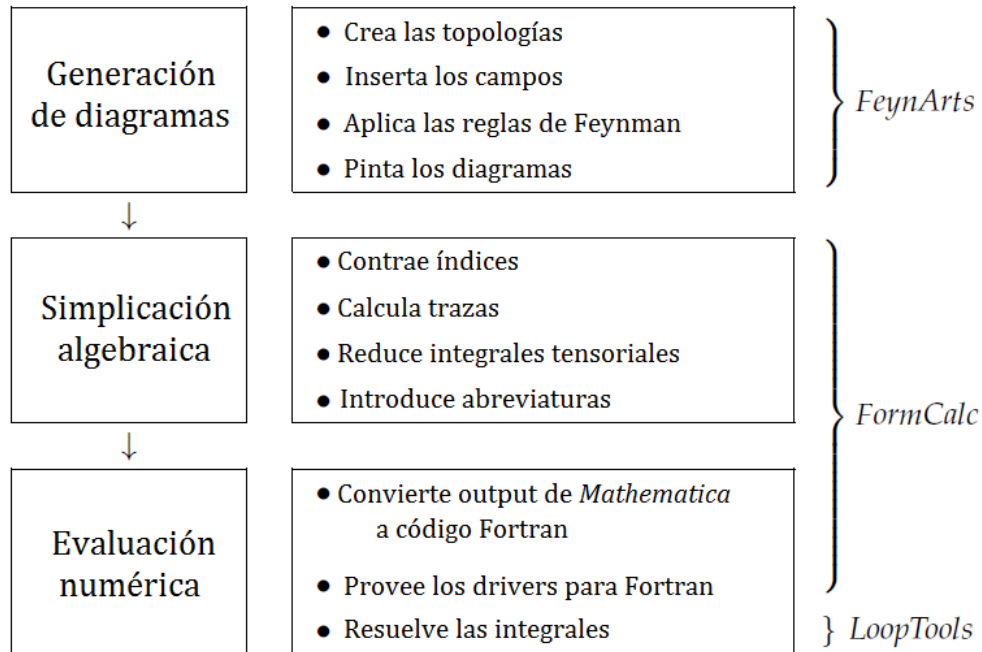 Generación
de diagramas
● Crea las topologías
● Inserta los campos
● Aplica las reglas de Feynman
● Pinta los diagramas
} FeynArts
↓
Simplicación
algebraica
● Contrae índices
● Calcula trazas
● Reduce integrales tensoriales
● Introduce abreviaturas
} FormCalc
↓
Evaluación
numérica
● Convierte output de Mathematica
a código Fortran
● Provee los drivers para Fortran
● Resuelve las integrales
} LoopTools